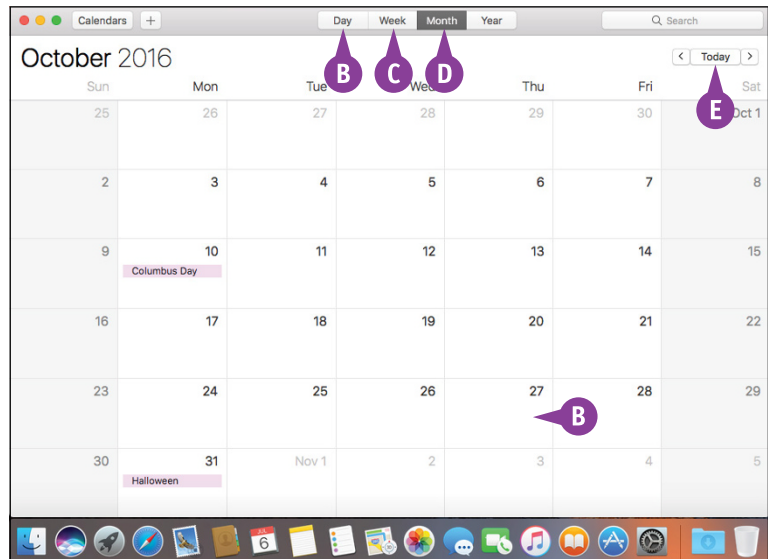 Calendars + Day Week Month Year Search
October 2016 < Today >
B C D E
Sun Mon Tue Wed Thu Fri Sat
25 26 27 28 29 30 Oct 1
2 3 4 5 6 7 8
9 10 11 12 13 14 15
Columbus Day
16 17 18 19 20 21 22
23 24 25 26 27 28 29
B
30 31 Nov 1 2 3 4 5
Halloween
6